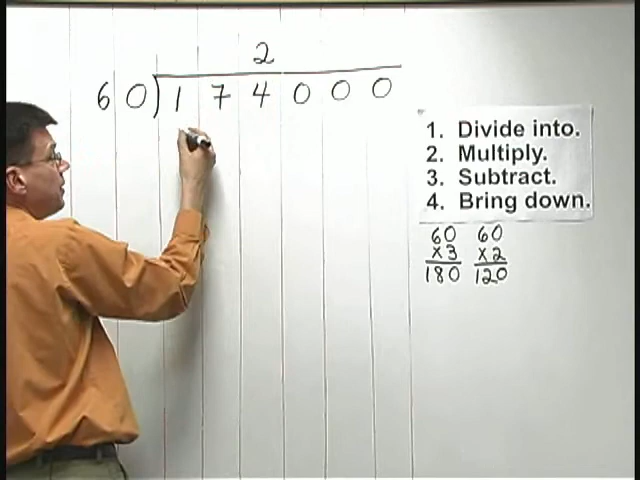 2
60)174000
1. Divide into.
2. Multiply.
3. Subtract.
4. Bring down.
60 60
x3 x2
180 120